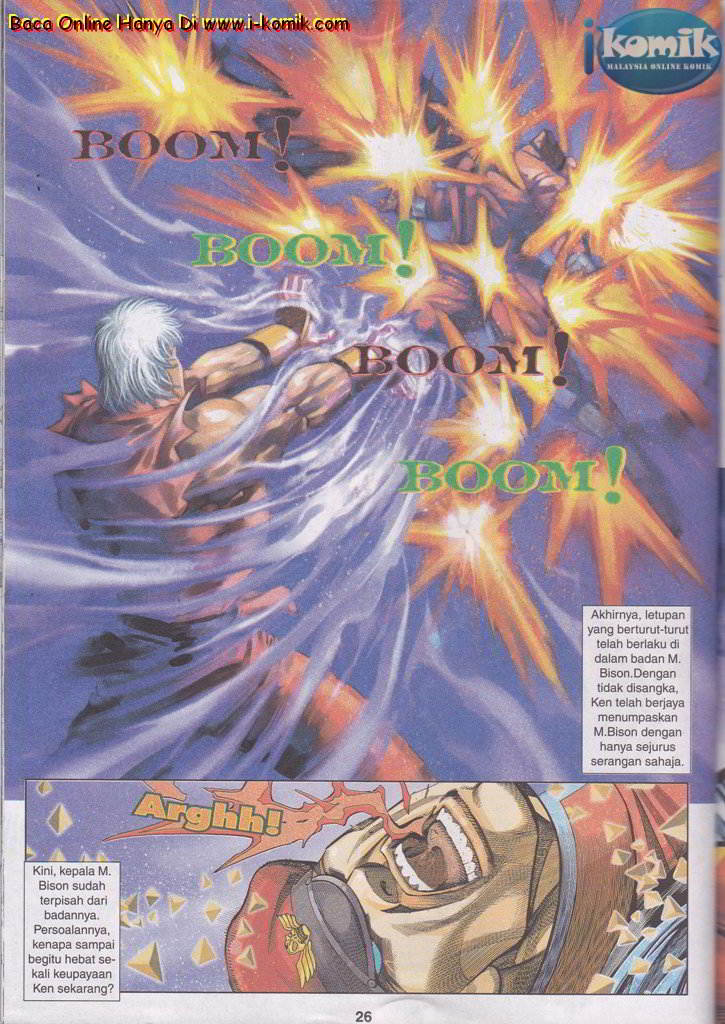 Baca Online Hanya Di www.i-komik.com
i komik
MALAYSIA ONLINE KOMIK
BOOM!
BOOM!
BOOM!
BOOM!
Akhirnya, letupan
yang berturut-turut
telah berlaku di
dalam badan M.
Bison.Dengan
tidak disangka,
Ken telah berjaya
menumpaskan
M.Bison dengan
hanya sejurus
serangan sahaja.
Arghh!
Kini, kepala M.
Bison sudah
terpisah dari
badannya.
Persoalannya,
kenapa sampai
begitu hebat se-
kali keupayaan
Ken sekarang?
26